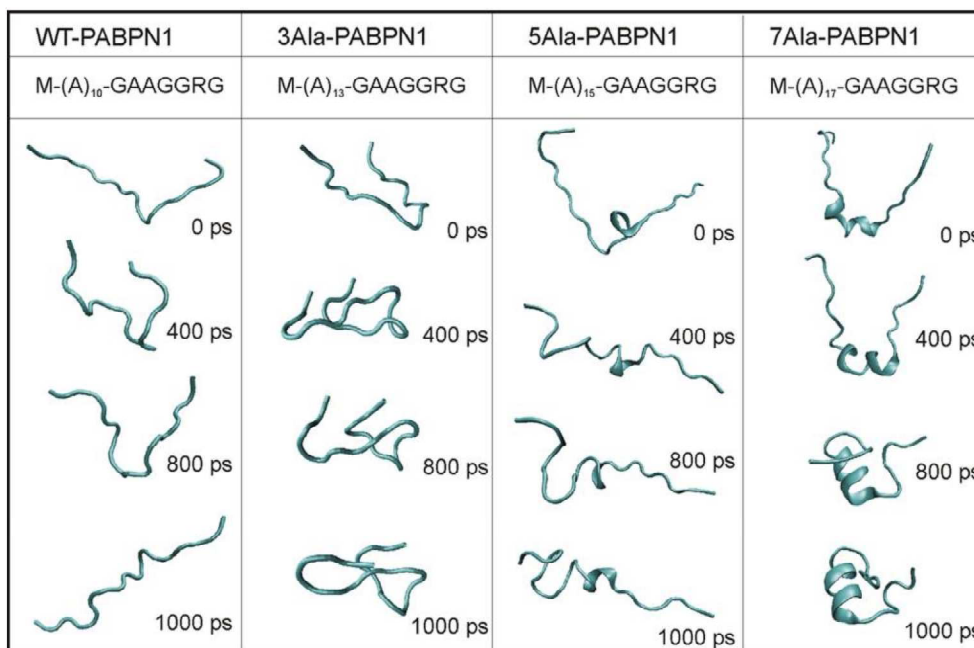 WT-PABPN1 3Ala-PABPN1 5Ala-PABPN1 7Ala-PABPN1
M-(A)₁₀-GAAGGRG M-(A)₁₃-GAAGGRG M-(A)₁₅-GAAGGRG M-(A)₁₇-GAAGGRG
0 ps 0 ps 0 ps 0 ps
400 ps 400 ps 400 ps 400 ps
800 ps 800 ps 800 ps 800 ps
1000 ps 1000 ps 1000 ps 1000 ps